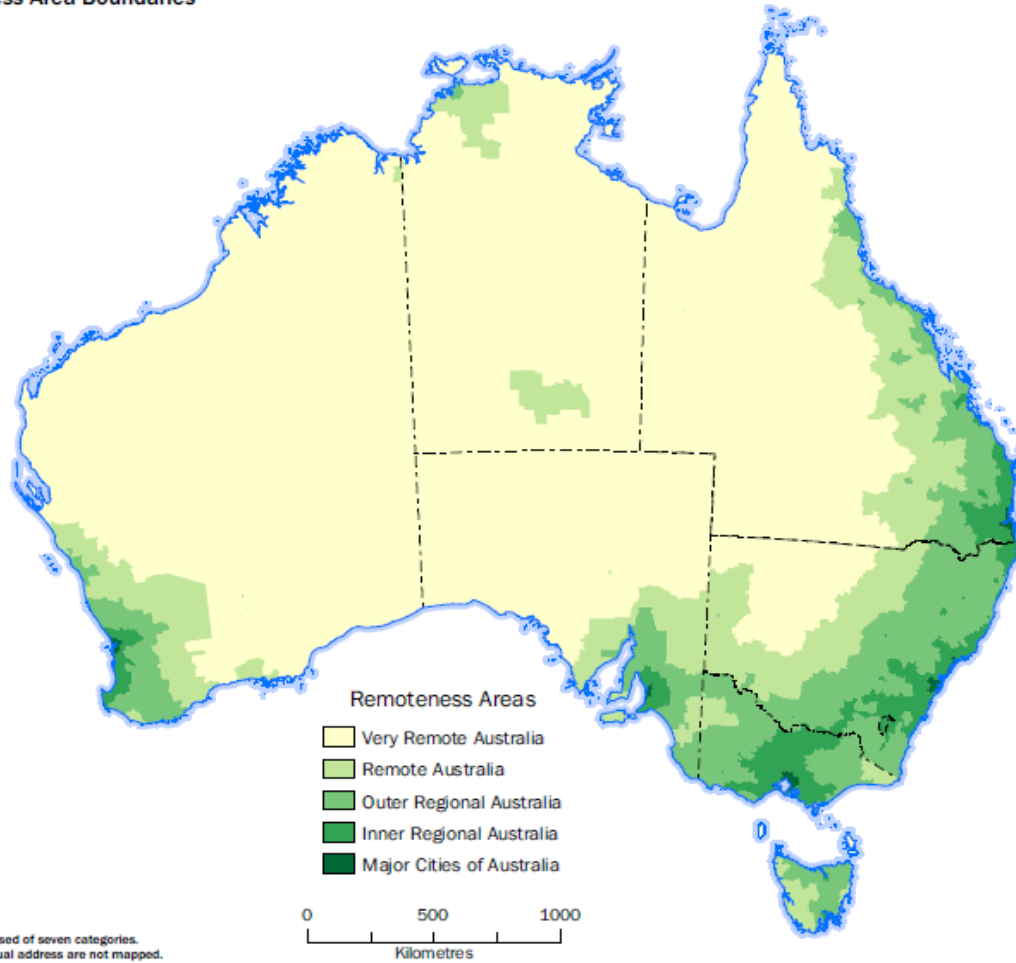 ess Area Boundaries
Remoteness Areas
Very Remote Australia
Remote Australia
Outer Regional Australia
Inner Regional Australia
Major Cities of Australia
0 500 1000
Kilometres
sed of seven categories.
ual address are not mapped.